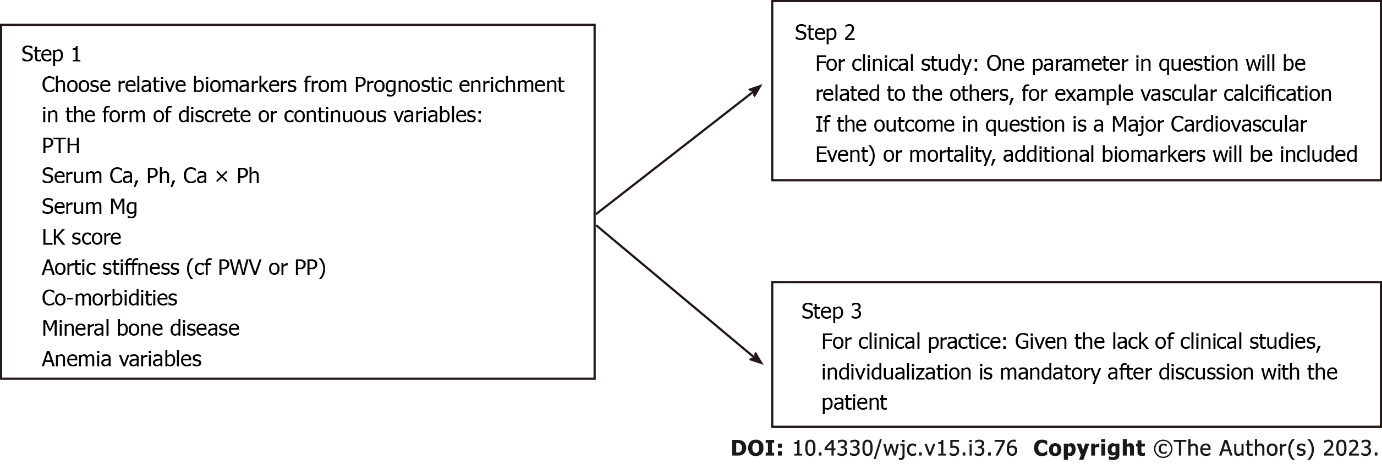 Step 1
Choose relative biomarkers from Prognostic enrichment
in the form of discrete or continuous variables:
PTH
Serum Ca, Ph, Ca × Ph
Serum Mg
LK score
Aortic stiffness (cf PWV or PP)
Co-morbidities
Mineral bone disease
Anemia variables
Step 2
For clinical study: One parameter in question will be
related to the others, for example vascular calcification
If the outcome in question is a Major Cardiovascular
Event) or mortality, additional biomarkers will be included
Step 3
For clinical practice: Given the lack of clinical studies,
individualization is mandatory after discussion with the
patient
DOI: 10.4330/wjc.v15.i3.76 Copyright ©The Author(s) 2023.